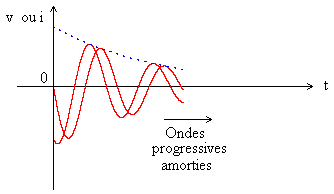 v ou i
0
t
Ondes
progressives
amorties